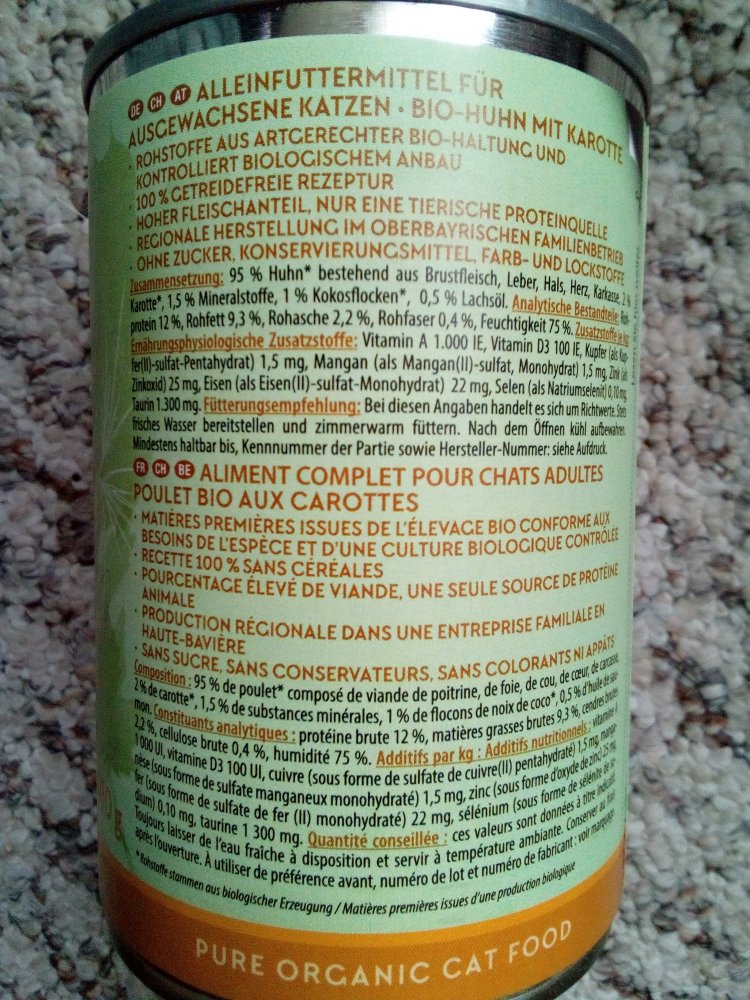 DE CH AT ALLEINFUTTERMITTEL FÜR
AUSGEWACHSENE KATZEN · BIO-HUHN MIT KAROTTE
· ROHSTOFFE AUS ARTGERECHTER BIO-HALTUNG UND
KONTROLLIERT BIOLOGISCHEM ANBAU
· 100 % GETREIDEFREIE REZEPTUR
· HOHER FLEISCHANTEIL, NUR EINE TIERISCHE PROTEINQUELLE
· REGIONALE HERSTELLUNG IM OBERBAYRISCHEN FAMILIENBETRIEB
· OHNE ZUCKER, KONSERVIERUNGSMITTEL, FARB- UND LOCKSTOFFE
Zusammensetzung: 95 % Huhn* bestehend aus Brustfleisch, Leber, Hals, Herz, Karkasse, 2 %
Karotte*, 1,5 % Mineralstoffe, 1 % Kokosflocken*, 0,5 % Lachsöl. Analytische Bestandteile: Roh-
protein 12 %, Rohfett 9,3 %, Rohasche 2,2 %, Rohfaser 0,4 %, Feuchtigkeit 75 %. Zusatzstoffe je kg:
Ernährungsphysiologische Zusatzstoffe: Vitamin A 1.000 IE, Vitamin D3 100 IE, Kupfer (als Kup-
fer(II)-sulfat-Pentahydrat) 1,5 mg, Mangan (als Mangan(II)-sulfat, Monohydrat) 1,5 mg, Zink (als
Zinkoxid) 25 mg, Eisen (als Eisen(II)-sulfat-Monohydrat) 22 mg, Selen (als Natriumselenit) 0,10 mg,
Taurin 1.300 mg. Fütterungsempfehlung: Bei diesen Angaben handelt es sich um Richtwerte. Stets
frisches Wasser bereitstellen und zimmerwarm füttern. Nach dem Öffnen kühl aufbewahren.
Mindestens haltbar bis, Kennnummer der Partie sowie Hersteller-Nummer: siehe Aufdruck.
FR CH BE ALIMENT COMPLET POUR CHATS ADULTES
POULET BIO AUX CAROTTES
· MATIÈRES PREMIÈRES ISSUES DE L'ÉLEVAGE BIO CONFORME AUX
BESOINS DE L'ESPÈCE ET D'UNE CULTURE BIOLOGIQUE CONTRÔLÉE
· RECETTE 100 % SANS CÉRÉALES
· POURCENTAGE ÉLEVÉ DE VIANDE, UNE SEULE SOURCE DE PROTÉINE
ANIMALE
· PRODUCTION RÉGIONALE DANS UNE ENTREPRISE FAMILIALE EN
HAUTE-BAVIÈRE
· SANS SUCRE, SANS CONSERVATEURS, SANS COLORANTS NI APPÂTS
Composition : 95 % de poulet* composé de viande de poitrine, de foie, de cou, de cœur, de carcasse,
2 % de carotte*, 1,5 % de substances minérales, 1 % de flocons de noix de coco*, 0,5 % d'huile de sau-
mon. Constituants analytiques : protéine brute 12 %, matières grasses brutes 9,3 %, cendres brutes
2,2 %, cellulose brute 0,4 %, humidité 75 %. Additifs par kg : Additifs nutritionnels : vitamine A
1 000 UI, vitamine D3 100 UI, cuivre (sous forme de sulfate de cuivre(II) pentahydraté) 1,5 mg, manga-
nèse (sous forme de sulfate manganeux monohydraté) 1,5 mg, zinc (sous forme d'oxyde de zinc) 25 mg,
fer (sous forme de sulfate de fer (II) monohydraté) 22 mg, sélénium (sous forme de sélénite de so-
dium) 0,10 mg, taurine 1 300 mg. Quantité conseillée : ces valeurs sont données à titre indicatif.
Toujours laisser de l'eau fraîche à disposition et servir à température ambiante. Conserver au frais
après l'ouverture. À utiliser de préférence avant, numéro de lot et numéro de fabricant : voir marquage.
* Rohstoffe stammen aus biologischer Erzeugung / Matières premières issues d'une production biologique
PURE ORGANIC CAT FOOD